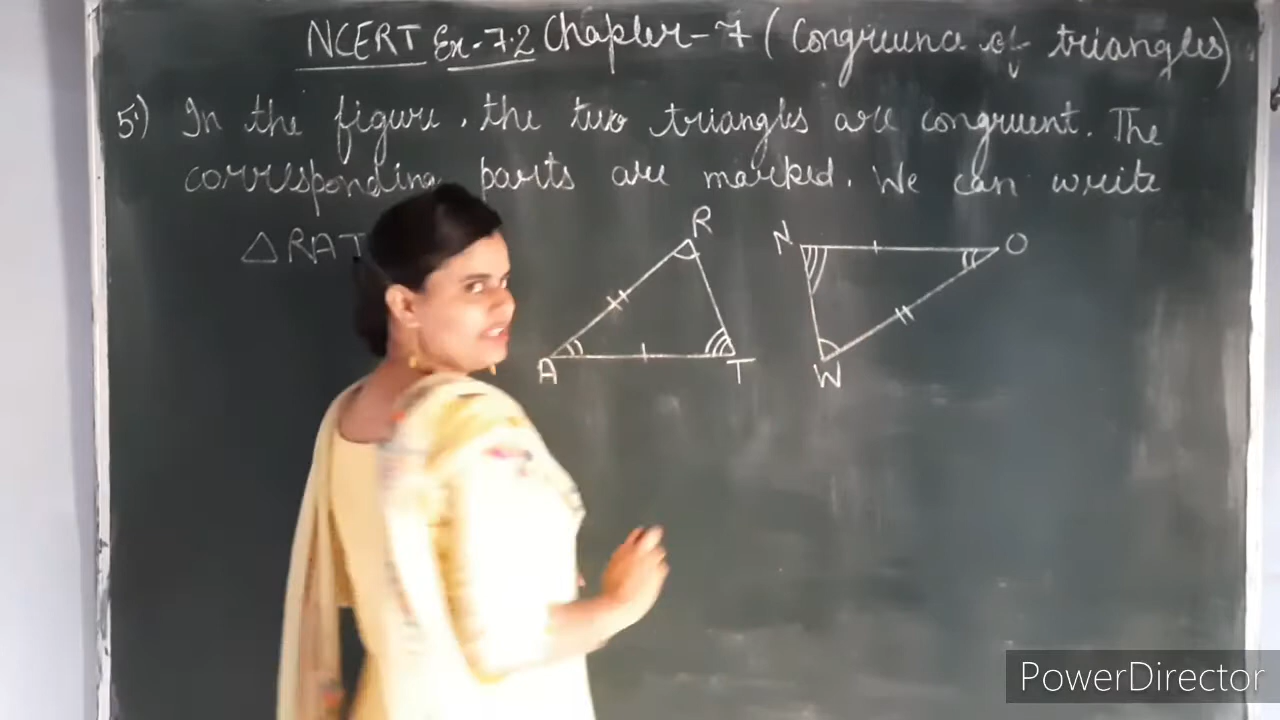 NCERT Ex-7.2 Chapter-7 (Congruence of triangles)
5.) In the figure, the two triangles are congruent. The
corresponding parts are marked. We can write
△RAT
R
N
O
A
T
W
PowerDirector